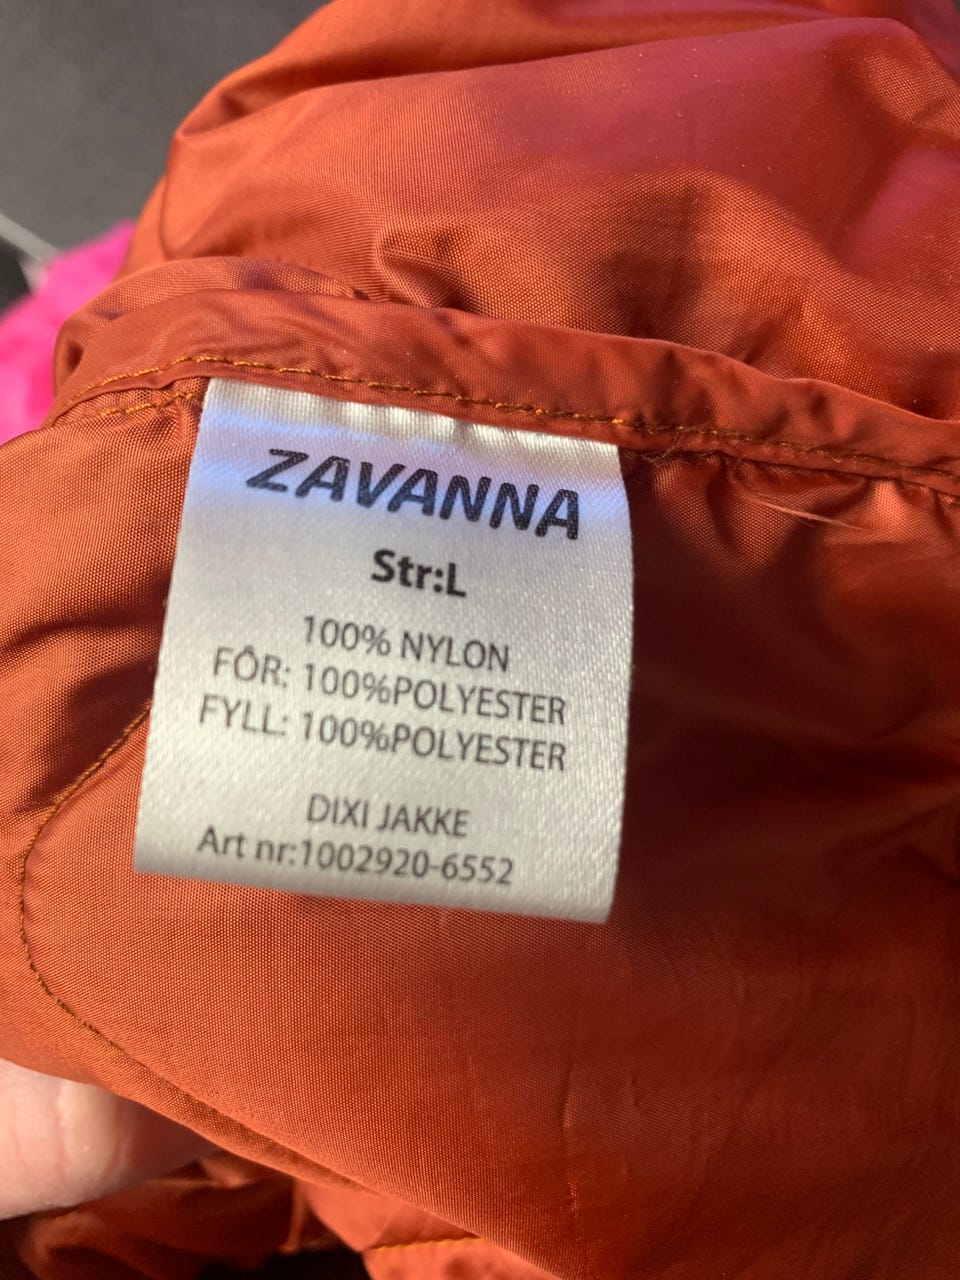 ZAVANNA
Str:L
100% NYLON
FÔR: 100%POLYESTER
FYLL: 100%POLYESTER
DIXI JAKKE
Art nr:1002920-6552